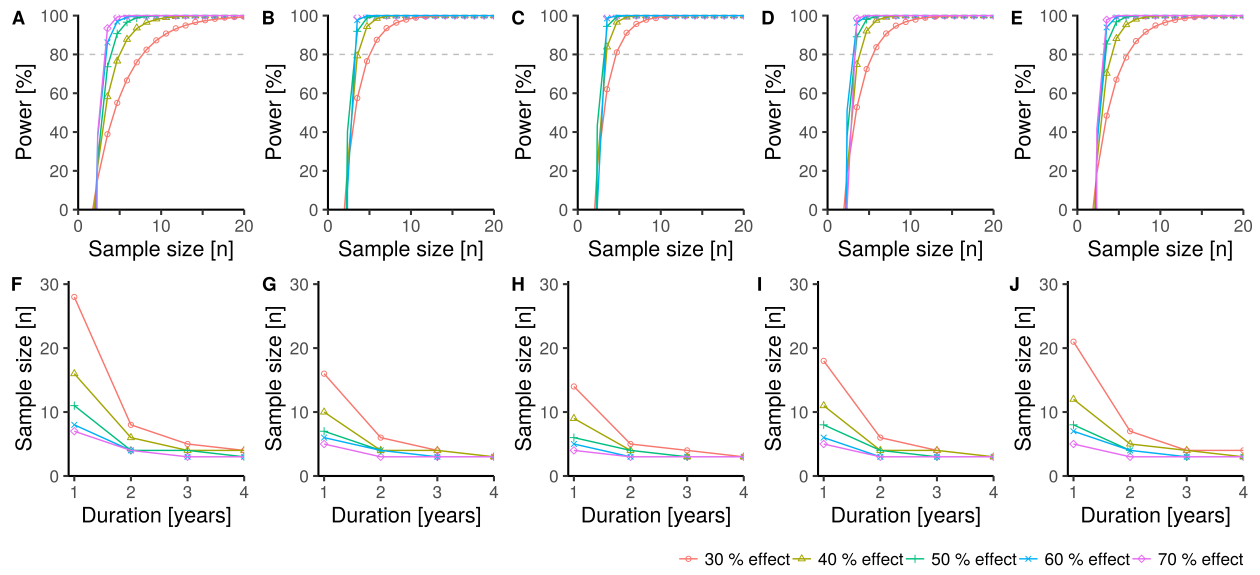 A B C D E
100 100 100 100 100
80 80 80 80 80
60 60 60 60 60
40 40 40 40 40
20 20 20 20 20
0 0 0 0 0
Power [%] Power [%] Power [%] Power [%] Power [%]
0 10 20 0 10 20 0 10 20 0 10 20 0 10 20
Sample size [n] Sample size [n] Sample size [n] Sample size [n] Sample size [n]
F G H I J
30 30 30 30 30
20 20 20 20 20
10 10 10 10 10
0 0 0 0 0
Sample size [n] Sample size [n] Sample size [n] Sample size [n] Sample size [n]
1 2 3 4 1 2 3 4 1 2 3 4 1 2 3 4 1 2 3 4
Duration [years] Duration [years] Duration [years] Duration [years] Duration [years]
30 % effect 40 % effect 50 % effect 60 % effect 70 % effect